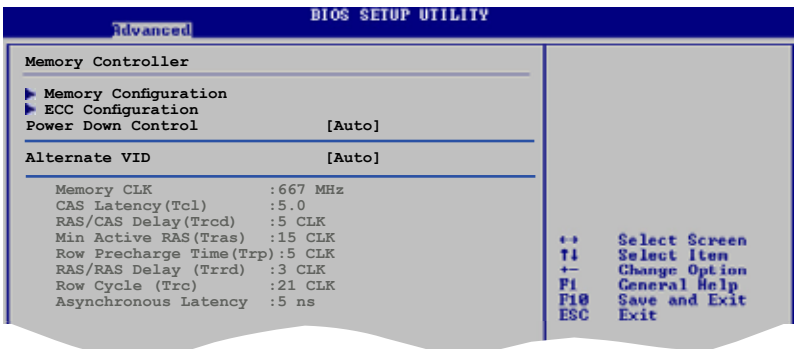 BIOS SETUP UTILITY
Advanced
Memory Controller
Memory Configuration
ECC Configuration
Power Down Control [Auto]
Alternate VID [Auto]
Memory CLK :667 MHz
CAS Latency(Tcl) :5.0
RAS/CAS Delay(Trcd) :5 CLK
Min Active RAS(Tras) :15 CLK
Row Precharge Time(Trp):5 CLK
RAS/RAS Delay (Trrd) :3 CLK
Row Cycle (Trc) :21 CLK
Asynchronous Latency :5 ns
↔ Select Screen
↑↓ Select Item
+- Change Option
F1 General Help
F10 Save and Exit
ESC Exit